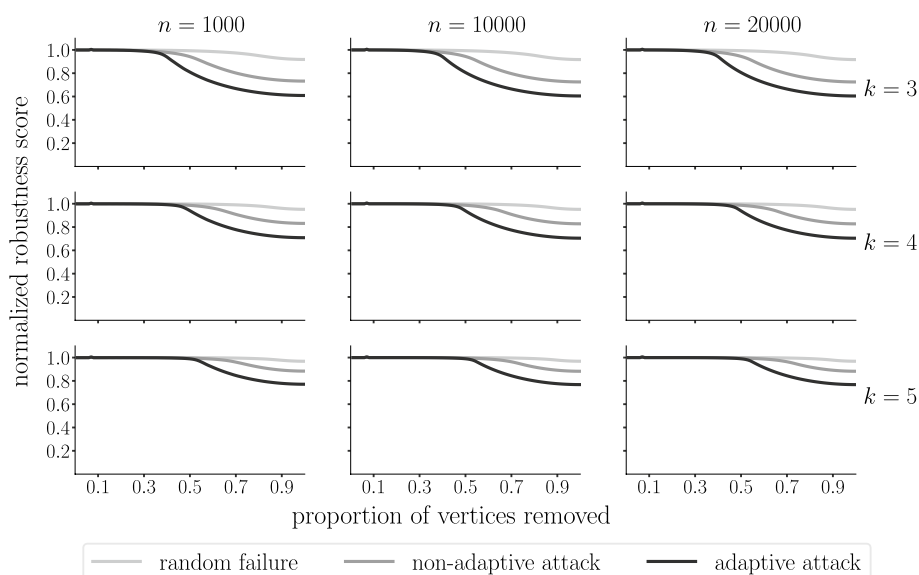 n = 1000 n = 10000 n = 20000
normalized robustness score
1.0
0.8
0.6
0.4
0.2
k = 3
1.0
0.8
0.6
0.4
0.2
k = 4
1.0
0.8
0.6
0.4
0.2
k = 5
0.1 0.3 0.5 0.7 0.9 0.1 0.3 0.5 0.7 0.9 0.1 0.3 0.5 0.7 0.9
proportion of vertices removed
random failure non-adaptive attack adaptive attack